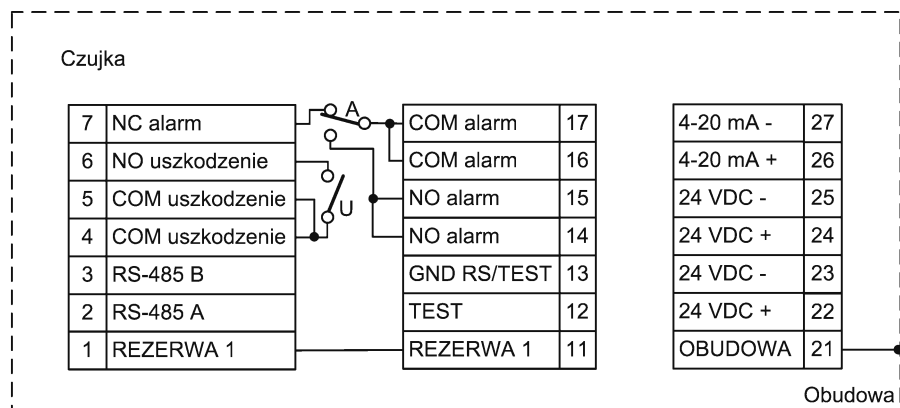 Czujka
7 NC alarm
6 NO uszkodzenie
5 COM uszkodzenie
4 COM uszkodzenie
3 RS-485 B
2 RS-485 A
1 REZERWA 1
A
U
COM alarm 17
COM alarm 16
NO alarm 15
NO alarm 14
GND RS/TEST 13
TEST 12
REZERWA 1 11
4-20 mA - 27
4-20 mA + 26
24 VDC - 25
24 VDC + 24
24 VDC - 23
24 VDC + 22
OBUDOWA 21
Obudowa